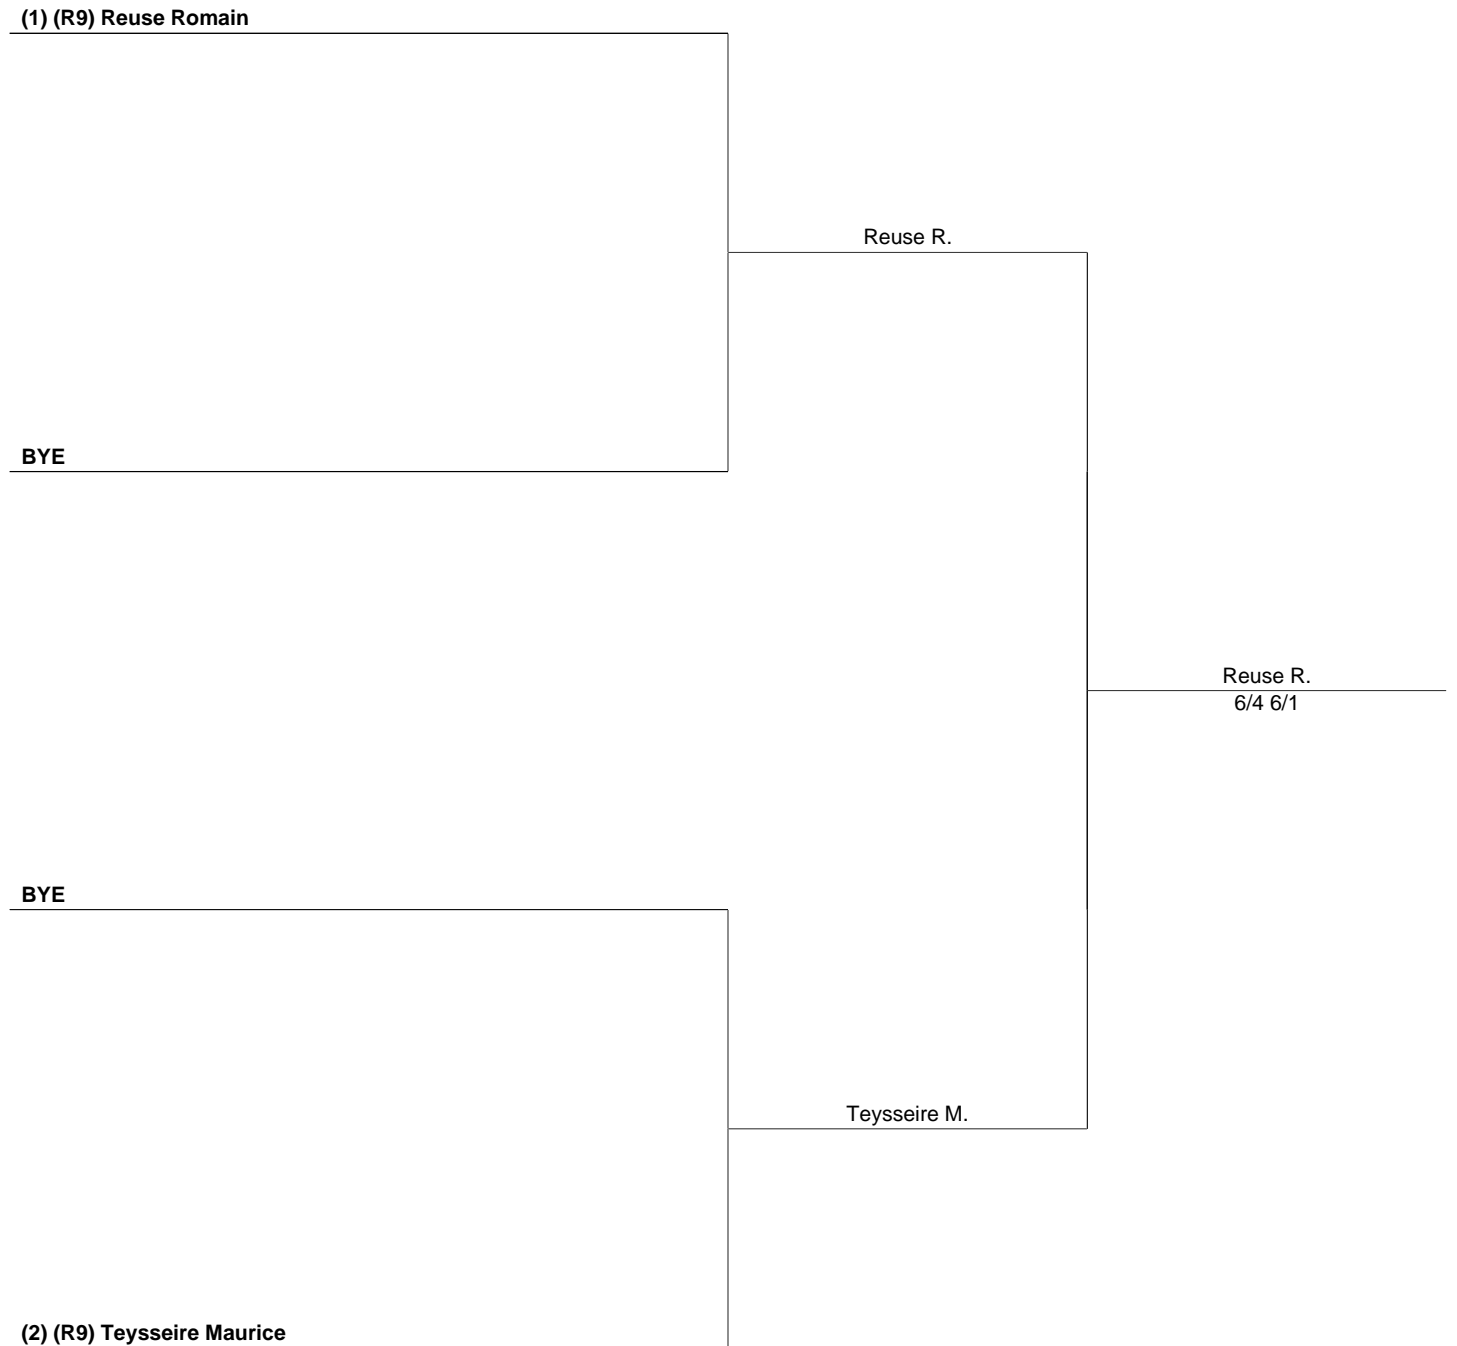 (1) (R9) Reuse Romain
Reuse R.
BYE
Reuse R.
6/4 6/1
BYE
Teysseire M.
(2) (R9) Teysseire Maurice